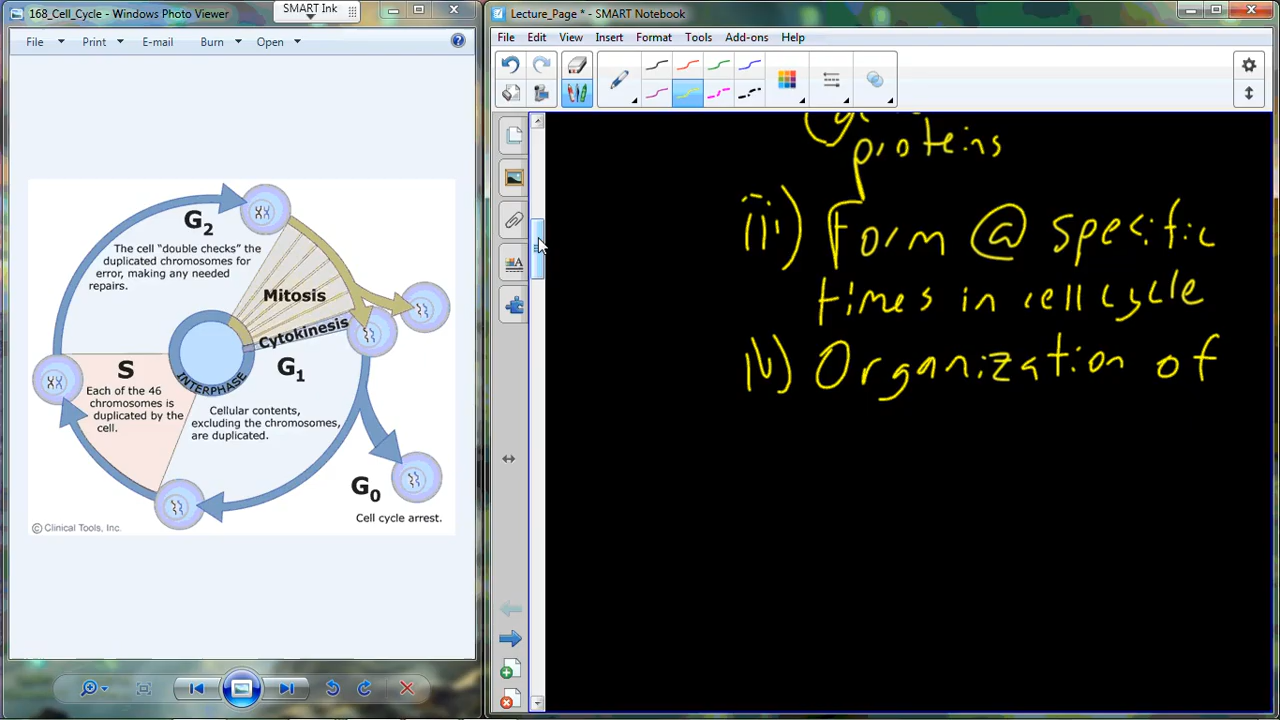 168_Cell_Cycle - Windows Photo Viewer
SMART Ink
File Print E-mail Burn Open
G2
The cell “double checks” the
duplicated chromosomes for
error, making any needed
repairs.
Mitosis
Cytokinesis
S
Each of the 46
chromosomes is
duplicated by the
cell.
INTERPHASE
G1
Cellular contents,
excluding the chromosomes,
are duplicated.
G0
Cell cycle arrest.
© Clinical Tools, Inc.
Lecture_Page * - SMART Notebook
File Edit View Insert Format Tools Add-ons Help
proteins
iii) Form @ specific
times in cell cycle
iv) Organization of